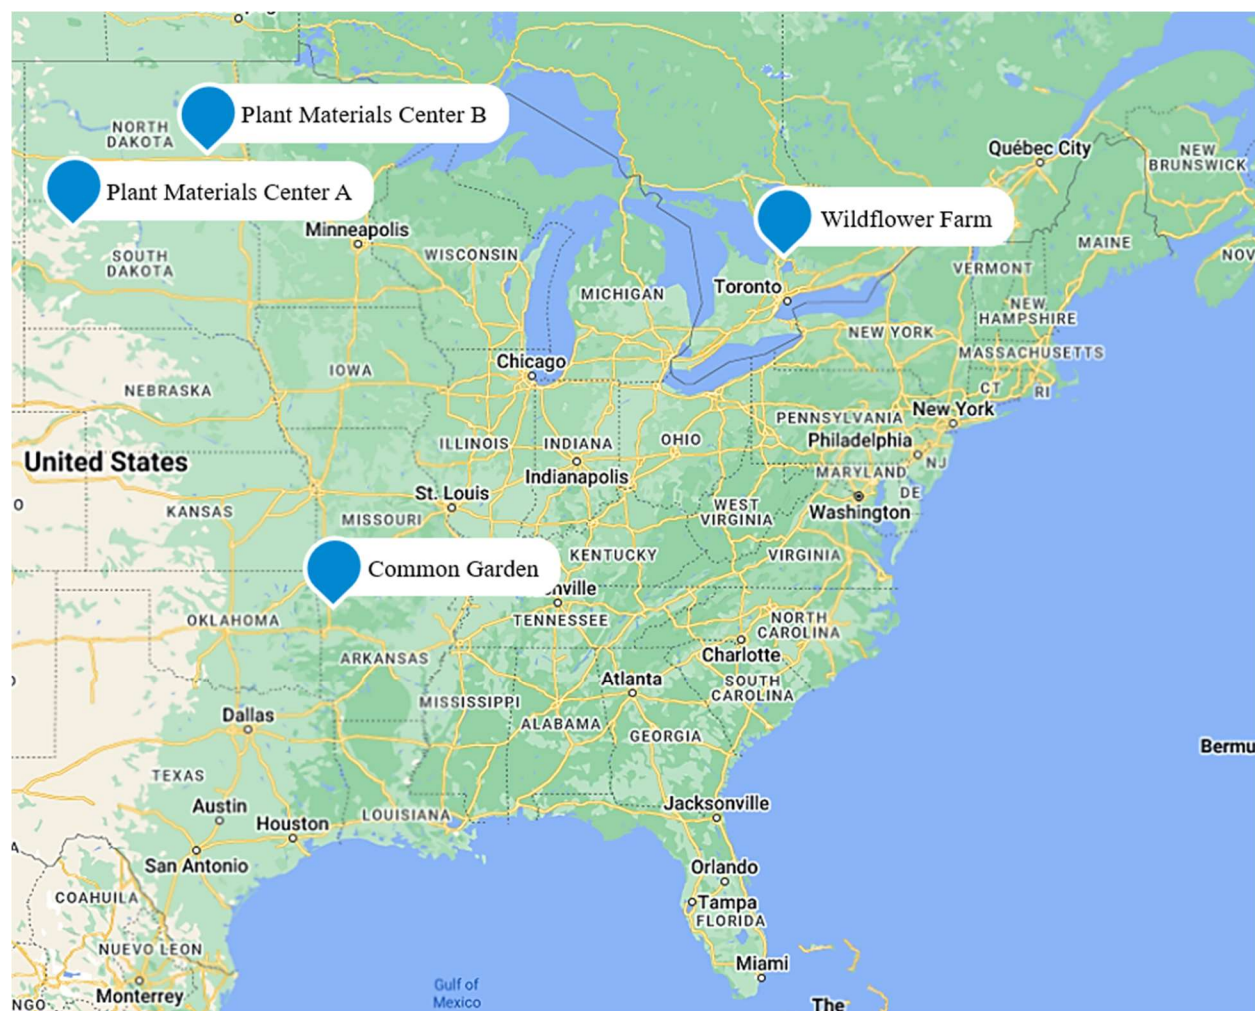 Plant Materials Center B
NORTH
DAKOTA
Québec City
NEW
BRUNSWICK
Plant Materials Center A
Wildflower Farm
Minneapolis
MAINE
SOUTH
DAKOTA
WISCONSIN
NOV
VERMONT
Toronto
MICHIGAN
NEW
HAMPSHIRE
NEW YORK
MASSACHUSETTS
Chicago
IOWA
NEBRASKA
CT
RI
New York
PENNSYLVANIA
Philadelphia
ILLINOIS
INDIANA
OHIO
NJ
United States
Indianapolis
MARYLAND
St. Louis
DE
O
KANSAS
MISSOURI
WEST
VIRGINIA
Washington
KENTUCKY
VIRGINIA
Common Garden
nville
OKLAHOMA
TENNESSEE
NORTH
CAROLINA
ARKANSAS
Charlotte
Atlanta
SOUTH
CAROLINA
MISSISSIPPI
Dallas
ALABAMA
GEORGIA
Bermu
TEXAS
Austin
Jacksonville
Houston
LOUISIANA
San Antonio
Orlando
COAHUILA
Tampa
FLORIDA
NUEVO LEON
Miami
Monterrey
Gulf of
Mexico
NGO
The